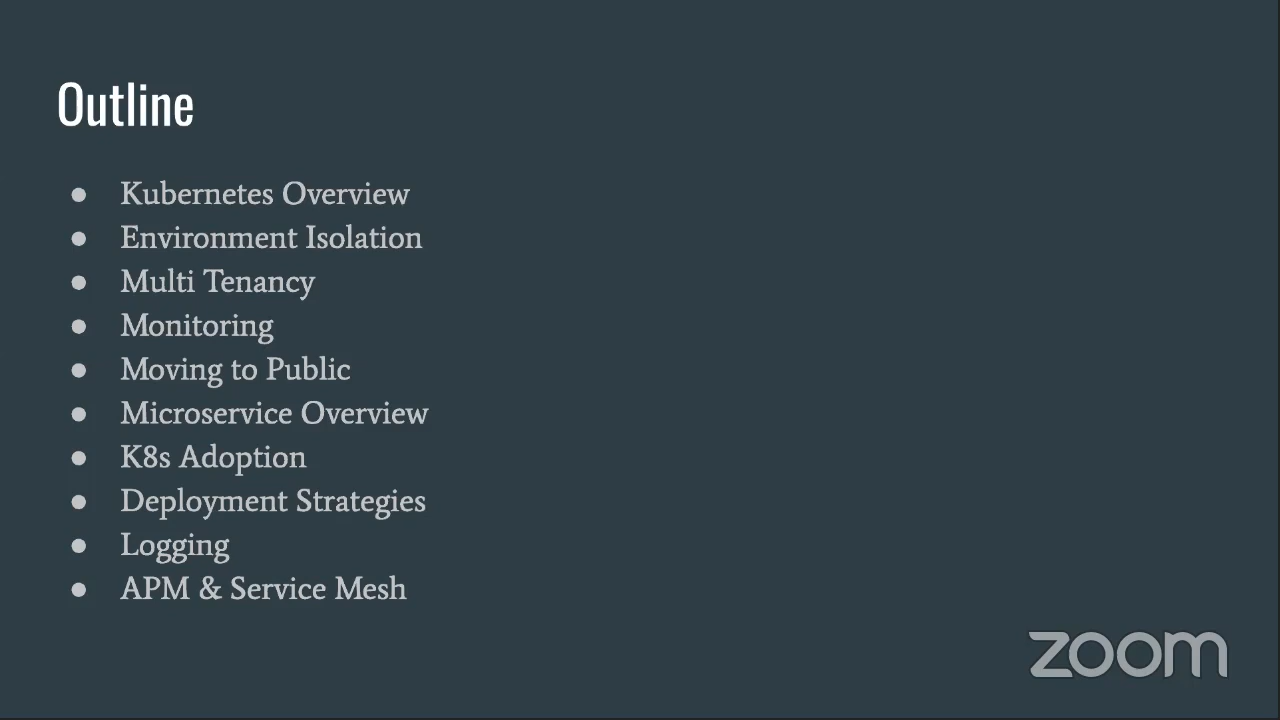 Outline
● Kubernetes Overview
● Environment Isolation
● Multi Tenancy
● Monitoring
● Moving to Public
● Microservice Overview
● K8s Adoption
● Deployment Strategies
● Logging
● APM & Service Mesh
zoom